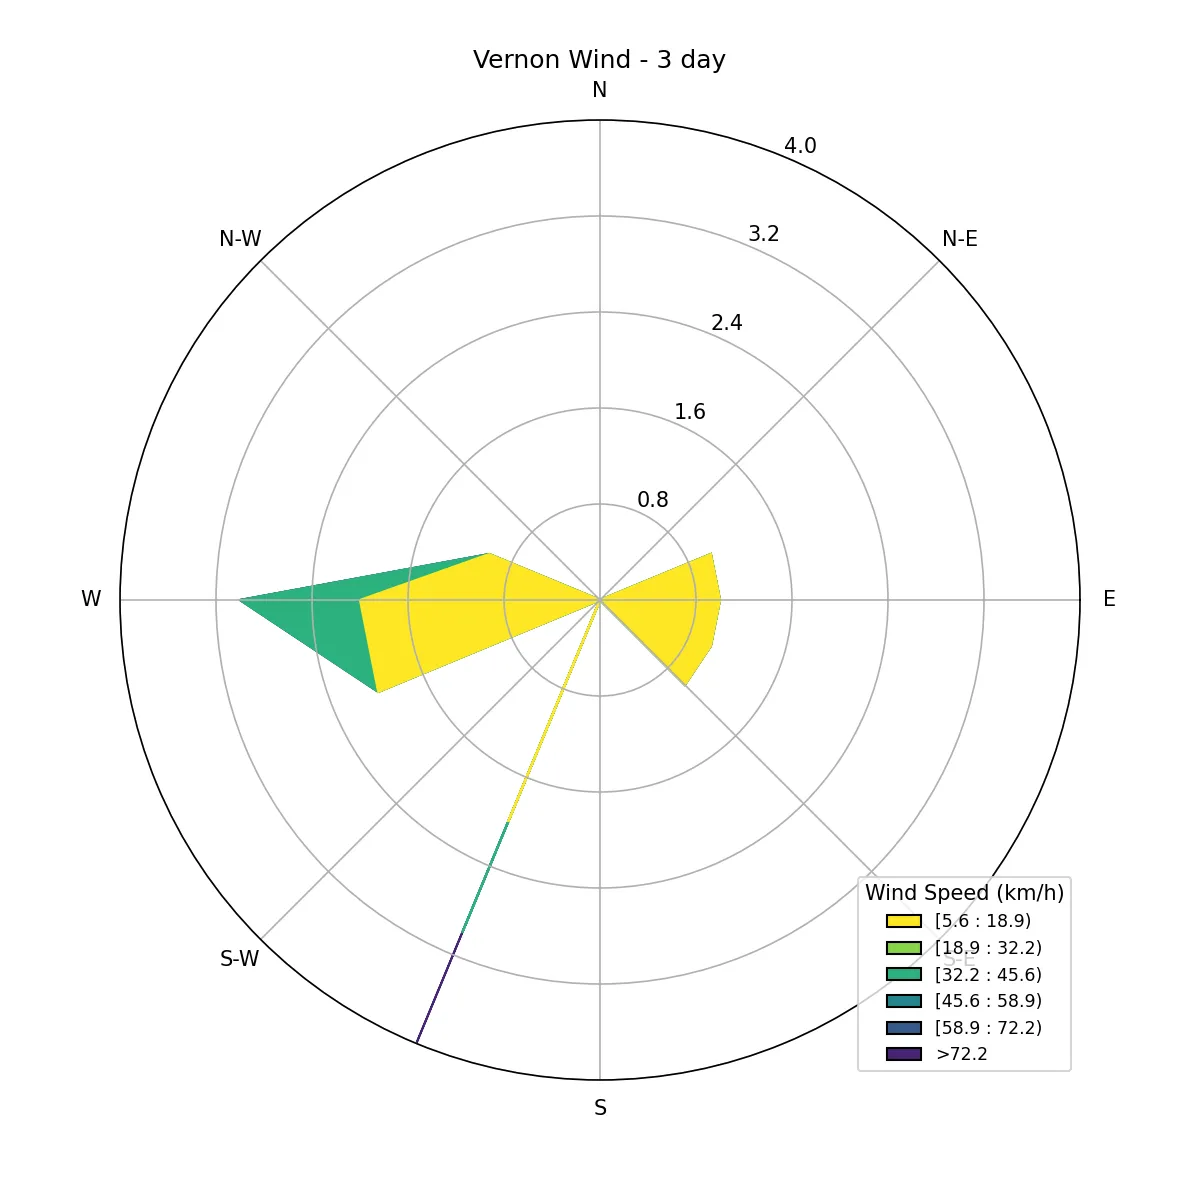 Vernon Wind - 3 day
N
4.0
N-W
N-E
3.2
2.4
1.6
0.8
W
E
S-W
S-E
S
Wind Speed (km/h)
[5.6 : 18.9)
[18.9 : 32.2)
[32.2 : 45.6)
[45.6 : 58.9)
[58.9 : 72.2)
>72.2